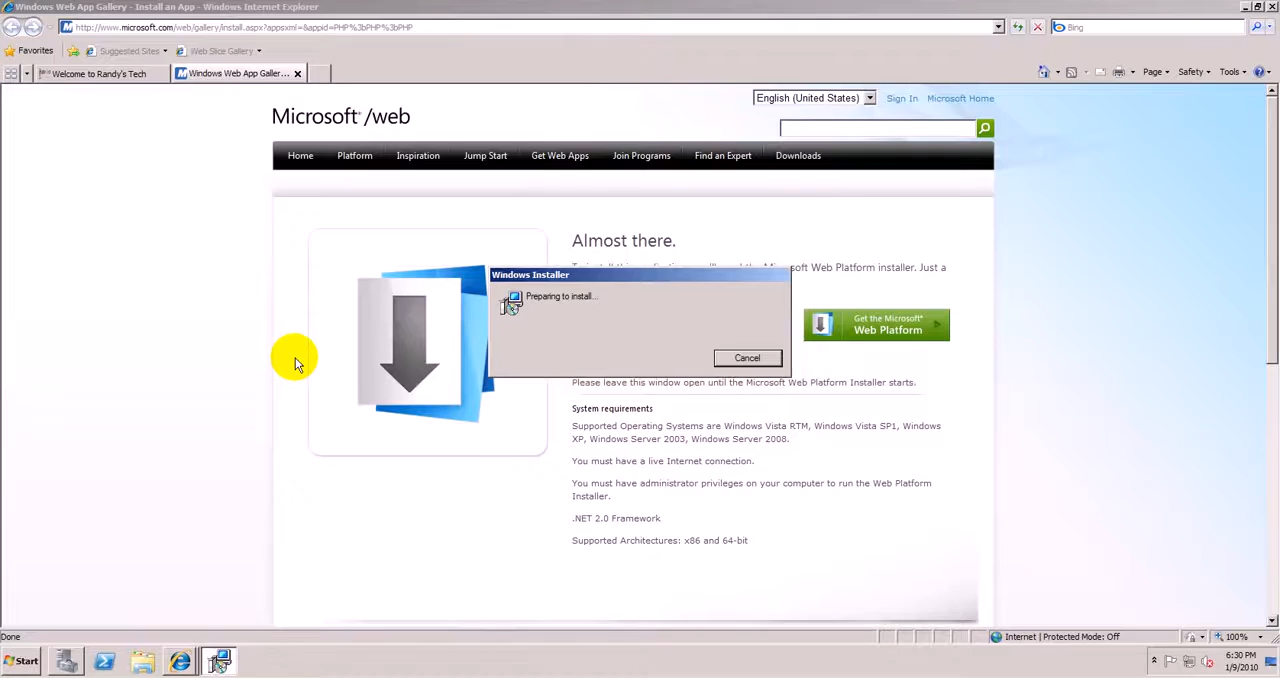 Windows Web App Gallery - Install an App - Windows Internet Explorer
http://www.microsoft.com/web/gallery/install.aspx?appsxml=&appid=PHP%3bPHP%3bPHP
Bing
Favorites
Suggested Sites
Web Slice Gallery
Welcome to Randy's Tech
Windows Web App Galler...
Page
Safety
Tools
English (United States)
Sign In
Microsoft Home
Microsoft /web
Home
Platform
Inspiration
Jump Start
Get Web Apps
Join Programs
Find an Expert
Downloads
Almost there.
soft Web Platform installer. Just a
Windows Installer
Preparing to install...
Cancel
Get the Microsoft®
Web Platform
Please leave this window open until the Microsoft Web Platform Installer starts.
System requirements
Supported Operating Systems are Windows Vista RTM, Windows Vista SP1, Windows
XP, Windows Server 2003, Windows Server 2008.
You must have a live Internet connection.
You must have administrator privileges on your computer to run the Web Platform
Installer.
.NET 2.0 Framework
Supported Architectures: x86 and 64-bit
Done
Internet | Protected Mode: Off
100%
Start
6:30 PM
1/9/2010